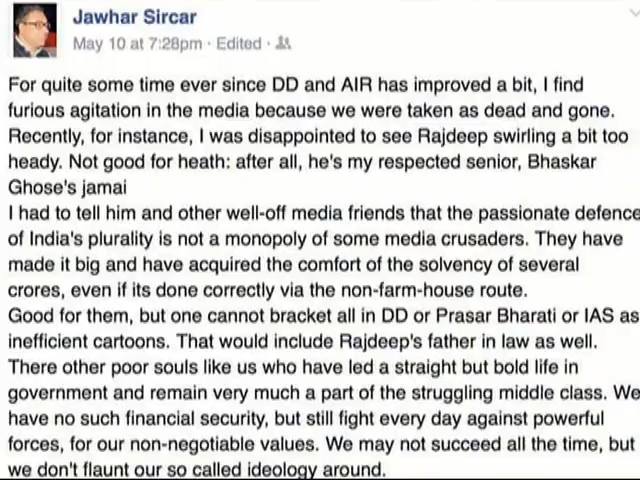 Jawhar Sircar
May 10 at 7:28pm · Edited ·
For quite some time ever since DD and AIR has improved a bit, I find
furious agitation in the media because we were taken as dead and gone.
Recently, for instance, I was disappointed to see Rajdeep swirling a bit too
heady. Not good for heath: after all, he's my respected senior, Bhaskar
Ghose's jamai
I had to tell him and other well-off media friends that the passionate defence
of India's plurality is not a monopoly of some media crusaders. They have
made it big and have acquired the comfort of the solvency of several
crores, even if its done correctly via the non-farm-house route.
Good for them, but one cannot bracket all in DD or Prasar Bharati or IAS as
inefficient cartoons. That would include Rajdeep's father in law as well.
There other poor souls like us who have led a straight but bold life in
government and remain very much a part of the struggling middle class. We
have no such financial security, but still fight every day against powerful
forces, for our non-negotiable values. We may not succeed all the time, but
we don't flaunt our so called ideology around.